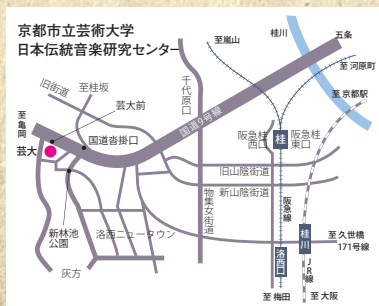 京都市立芸術大学
日本伝統音楽研究センター
桂川
五条
至嵐山
至河原町
至京都駅
旧街道
至桂坂
千代原口
至亀岡
芸大前
国道9号線
国道沓掛口
芸大
阪急桂西口
桂
阪急桂東口
旧山陰街道
新山陰街道
物集女街道
阪急線
新林池公園
洛西ニュータウン
桂川
至久世橋
171号線
洛西口
JR線
灰方
至梅田
至大阪